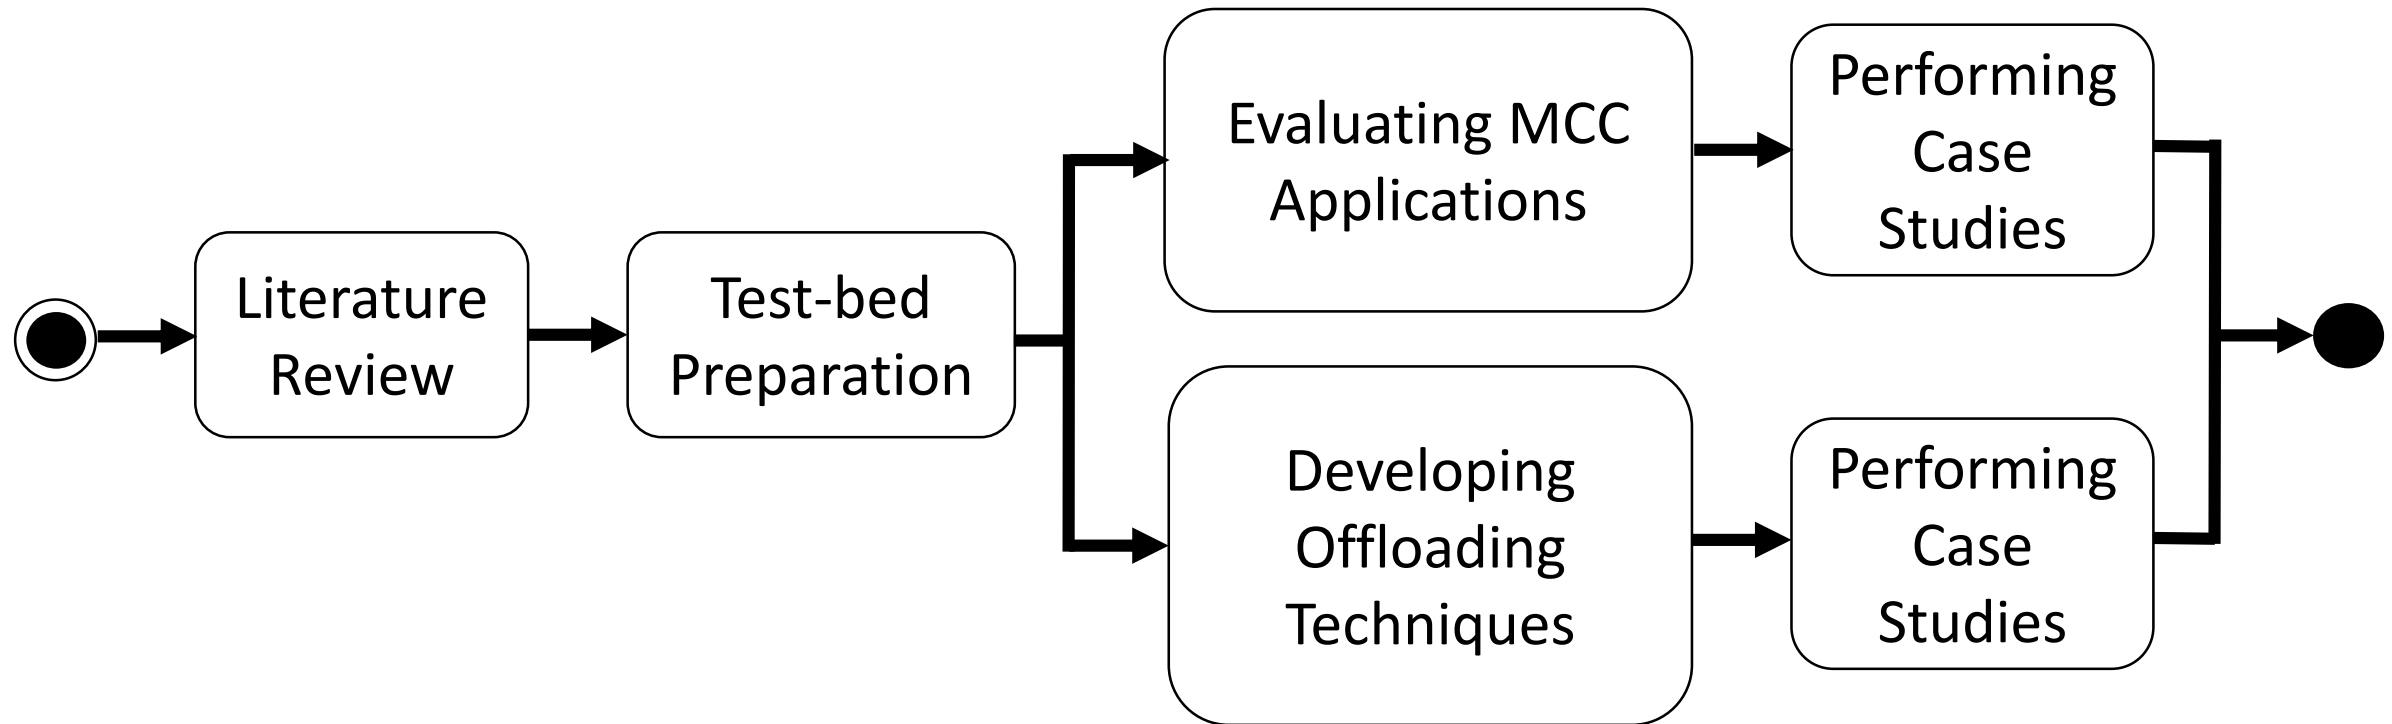 Literature
Review
Test-bed
Preparation
Evaluating MCC
Applications
Performing
Case
Studies
Developing
Offloading
Techniques
Performing
Case
Studies